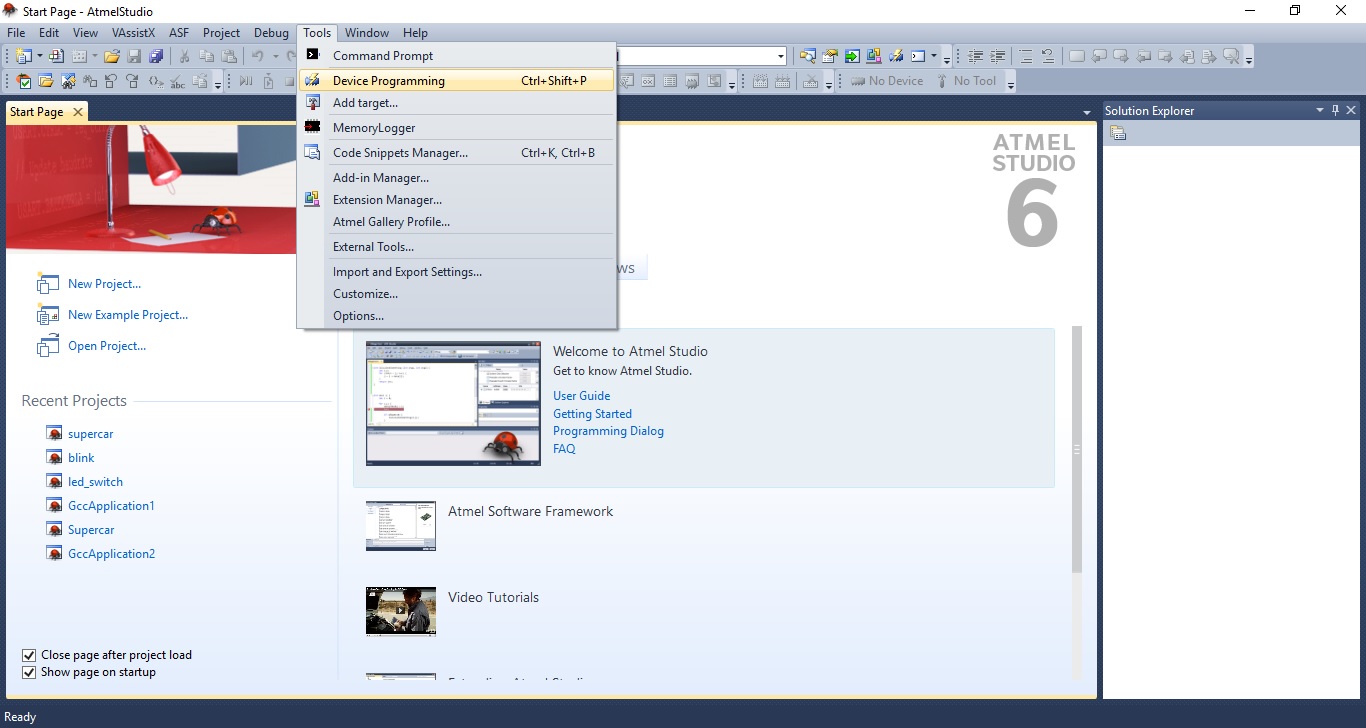 Start Page - AtmelStudio
File Edit View VAssistX ASF Project Debug Tools Window Help
No Device No Tool
Start Page
Command Prompt
Device Programming Ctrl+Shift+P
Add target...
MemoryLogger
Code Snippets Manager... Ctrl+K, Ctrl+B
Add-in Manager...
Extension Manager...
Atmel Gallery Profile...
External Tools...
Import and Export Settings...
Customize...
Options...
Solution Explorer
ATMEL
STUDIO
6
New Project...
New Example Project...
Open Project...
Recent Projects
supercar
blink
led_switch
GccApplication1
Supercar
GccApplication2
Close page after project load
Show page on startup
Welcome to Atmel Studio
Get to know Atmel Studio.
User Guide
Getting Started
Programming Dialog
FAQ
Atmel Software Framework
Video Tutorials
Ready